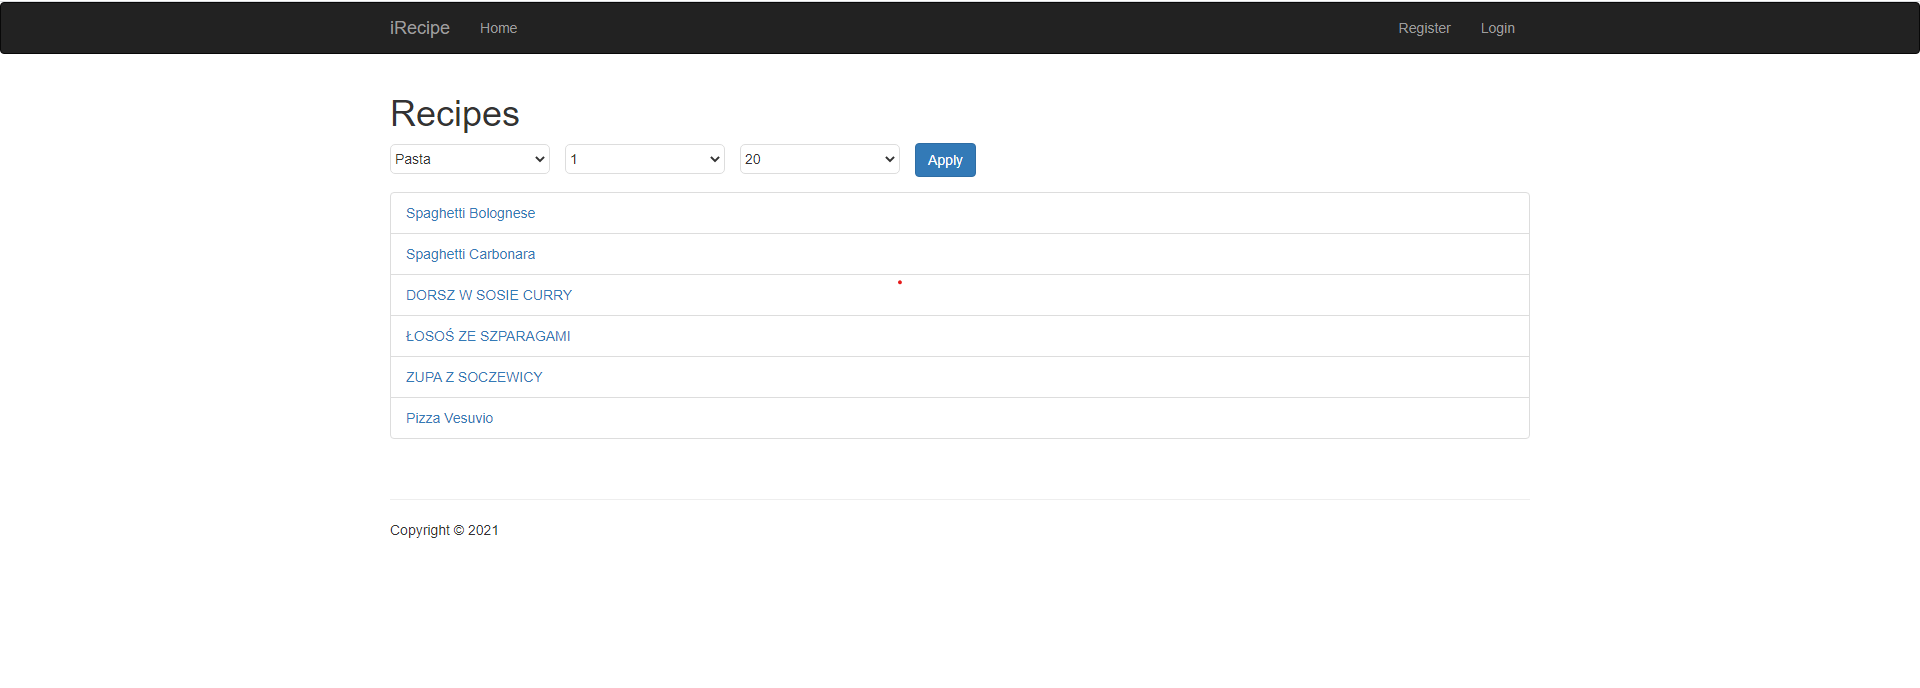 iRecipe Home Register Login
Recipes
Pasta 1 20 Apply
Spaghetti Bolognese
Spaghetti Carbonara
DORSZ W SOSIE CURRY
ŁOSOŚ ZE SZPARAGAMI
ZUPA Z SOCZEWICY
Pizza Vesuvio
Copyright © 2021